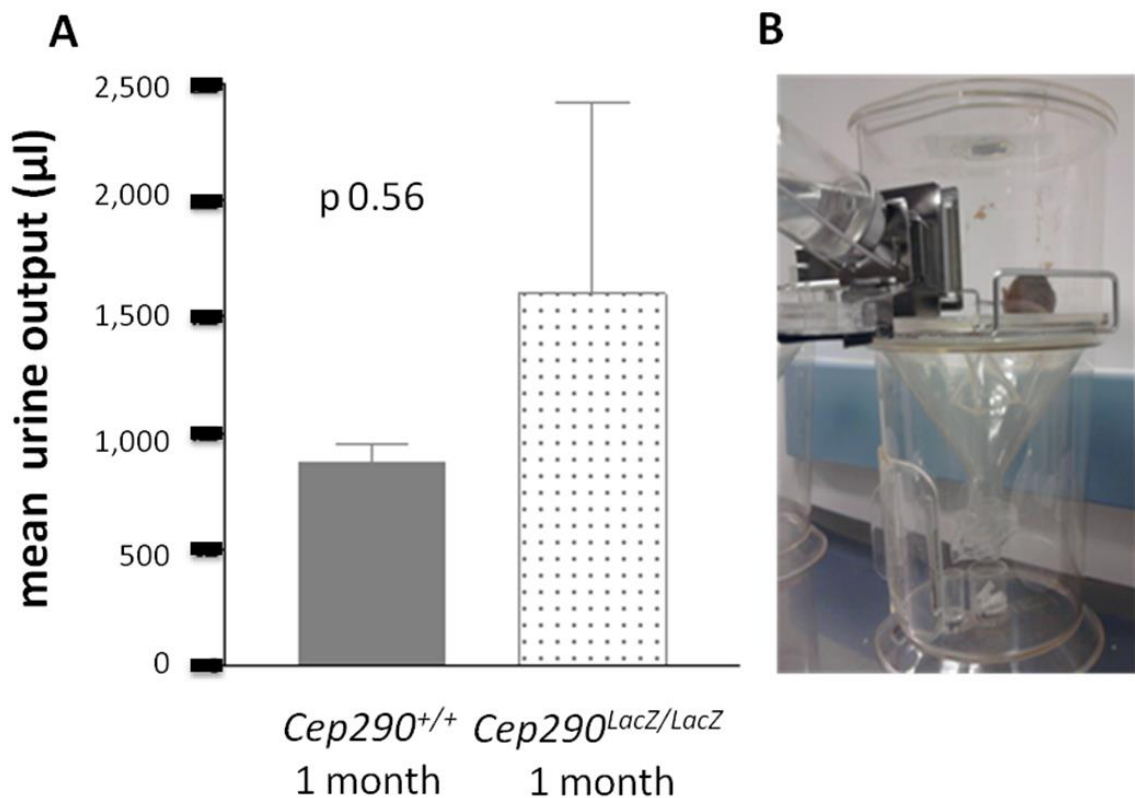 A
B
2,500
2,000
1,500
1,000
500
0
mean urine output (µl)
p 0.56
Cep290+/+ Cep290LacZ/LacZ
1 month 1 month